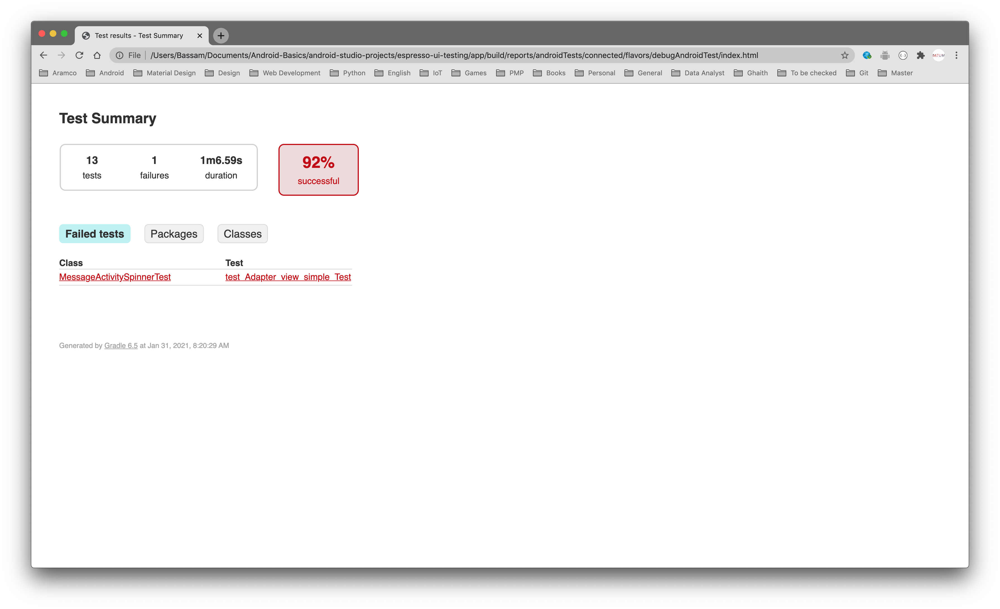 Test results - Test Summary
File /Users/Bassam/Documents/Android-Basics/android-studio-projects/espresso-ui-testing/app/build/reports/androidTests/connected/flavors/debugAndroidTest/index.html
DATUM
Aramco Android Material Design Design Web Development Python English IoT Games PMP Books Personal General Data Analyst Ghaith To be checked Git Master
Test Summary
13 1 1m6.59s
tests failures duration
92%
successful
Failed tests Packages Classes
Class Test
MessageActivitySpinnerTest test_Adapter_view_simple_Test
Generated by Gradle 6.5 at Jan 31, 2021, 8:20:29 AM